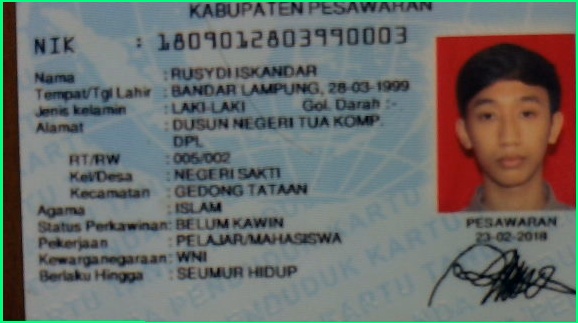 KABUPATEN PESAWARAN
NIK : 1809012803990003
Nama : RUSYDI ISKANDAR
Tempat/Tgl Lahir : BANDAR LAMPUNG, 28-03-1999
Jenis kelamin : LAKI-LAKI Gol. Darah :-
Alamat : DUSUN NEGERI TUA KOMP.
DPL
RT/RW : 005/002
Kel/Desa : NEGERI SAKTI
Kecamatan : GEDONG TATAAN
Agama : ISLAM
Status Perkawinan: BELUM KAWIN
Pekerjaan : PELAJAR/MAHASISWA
Kewarganegaraan: WNI
Berlaku Hingga : SEUMUR HIDUP
PESAWARAN
23-02-2018